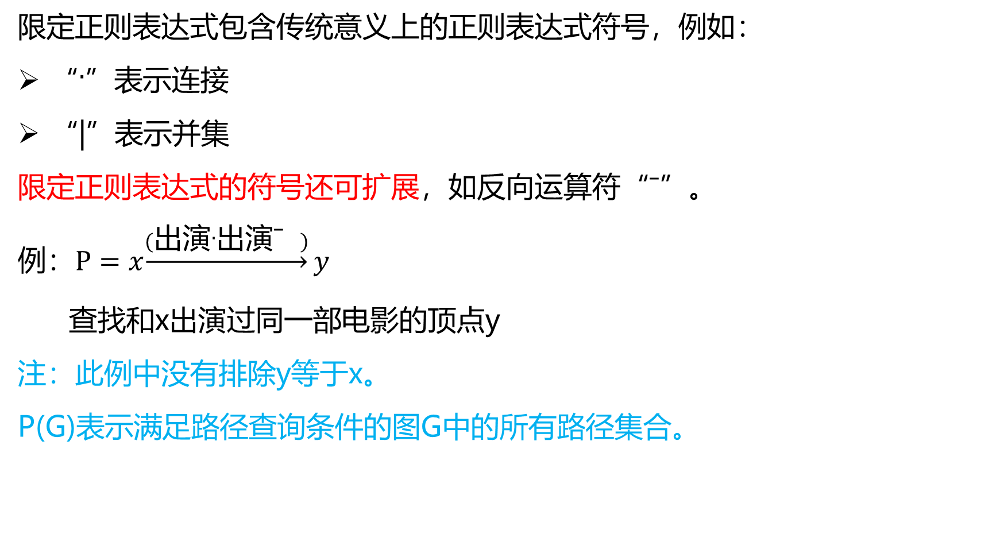 限定正则表达式包含传统意义上的正则表达式符号，例如：
➢ “·” 表示连接
➢ “|” 表示并集
限定正则表达式的符号还可扩展，如反向运算符“⁻” 。
(出演·出演⁻ )
例：P = x → y
查找和x出演过同一部电影的顶点y
注：此例中没有排除y等于x。
P(G)表示满足路径查询条件的图G中的所有路径集合。